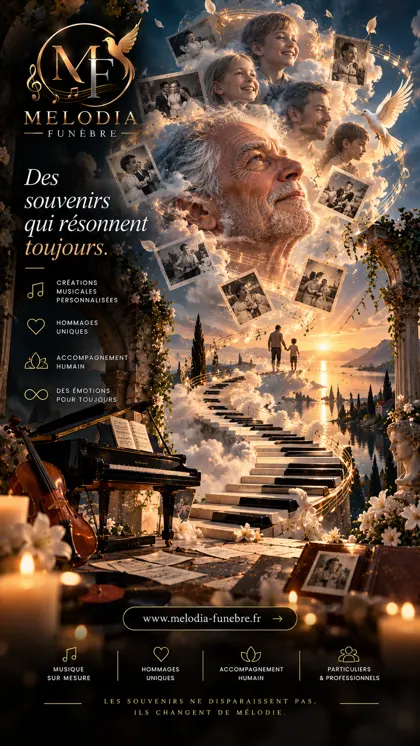 MF
MELODIA
FUNÈBRE
Des
souvenirs
qui résonnent
toujours.
CRÉATIONS
MUSICALES
PERSONNALISÉES
HOMMAGES
UNIQUES
ACCOMPAGNEMENT
HUMAIN
DES ÉMOTIONS
POUR TOUJOURS
www.melodia-funebre.fr →
MUSIQUE
SUR MESURE
HOMMAGES
UNIQUES
ACCOMPAGNEMENT
HUMAIN
PARTICULIERS
& PROFESSIONNELS
LES SOUVENIRS NE DISPARAISSENT PAS.
ILS CHANGENT DE MÉLODIE.